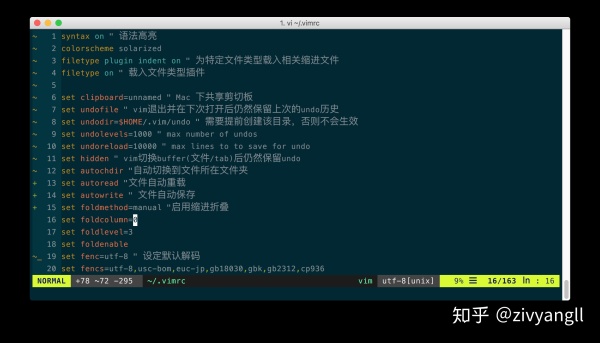 1. vi ~/.vimrc
~ 1 syntax on " 语法高亮
~ 2 colorscheme solarized
~ 3 filetype plugin indent on " 为特定文件类型载入相关缩进文件
~ 4 filetype on " 载入文件类型插件
~ 5
~ 6 set clipboard=unnamed " Mac 下共享剪切板
~ 7 set undofile " vim退出并在下次打开后仍然保留上次的undo历史
~ 8 set undodir=$HOME/.vim/undo " 需要提前创建该目录，否则不会生效
~ 9 set undolevels=1000 " max number of undos
~ 10 set undoreload=10000 " max lines to to save for undo
~ 11 set hidden " vim切换buffer(文件/tab)后仍然保留undo
~ 12 set autochdir "自动切换到文件所在文件夹
+ 13 set autoread "文件自动重载
+ 14 set autowrite " 文件自动保存
+ 15 set foldmethod=manual "启用缩进折叠
16 set foldcolumn=0
17 set foldlevel=3
18 set foldenable
~_ 19 set fenc=utf-8 " 设定默认解码
20 set fencs=utf-8,usc-bom,euc-jp,gb18030,gbk,gb2312,cp936
NORMAL +78 ~72 -295 ~/.vimrc vim utf-8[unix] 9% ☰ 16/163 ln : 16
知乎 @zivyangll